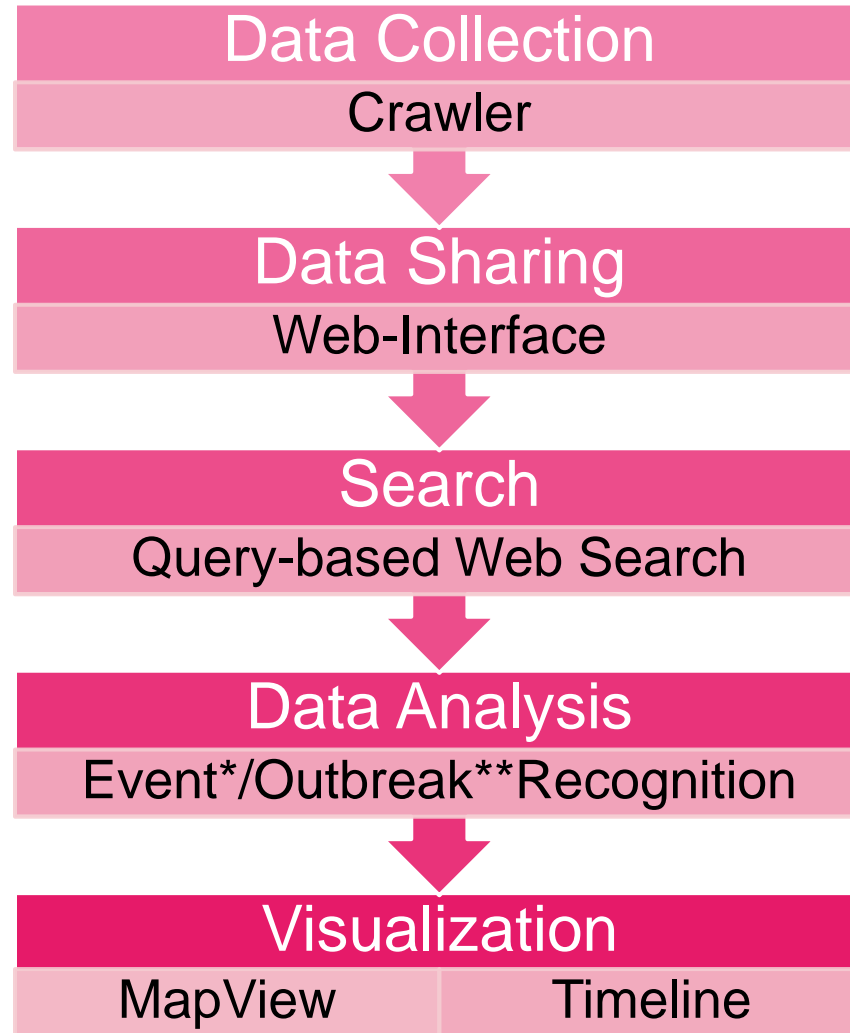 Data Collection
Crawler
Data Sharing
Web-Interface
Search
Query-based Web Search
Data Analysis
Event*/Outbreak**Recognition
Visualization
MapView Timeline